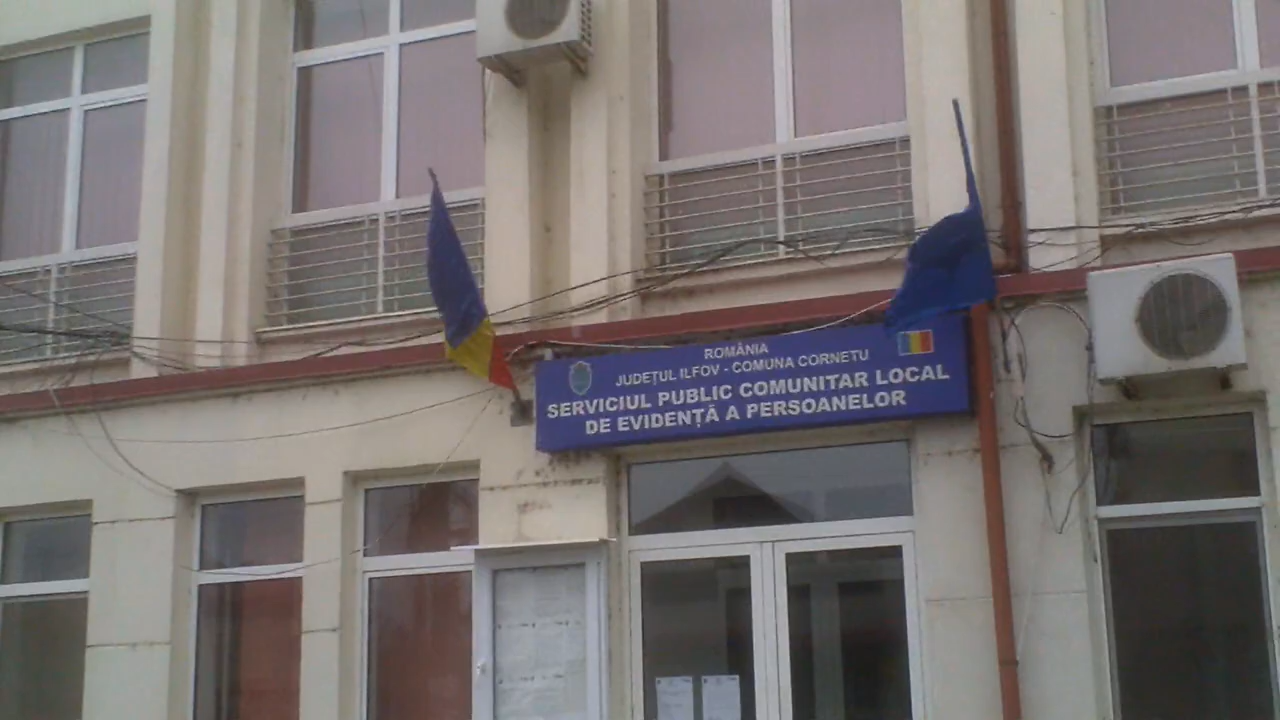 ROMÂNIA
JUDEȚUL ILFOV - COMUNA CORNETU
SERVICIUL PUBLIC COMUNITAR LOCAL
DE EVIDENȚĂ A PERSOANELOR